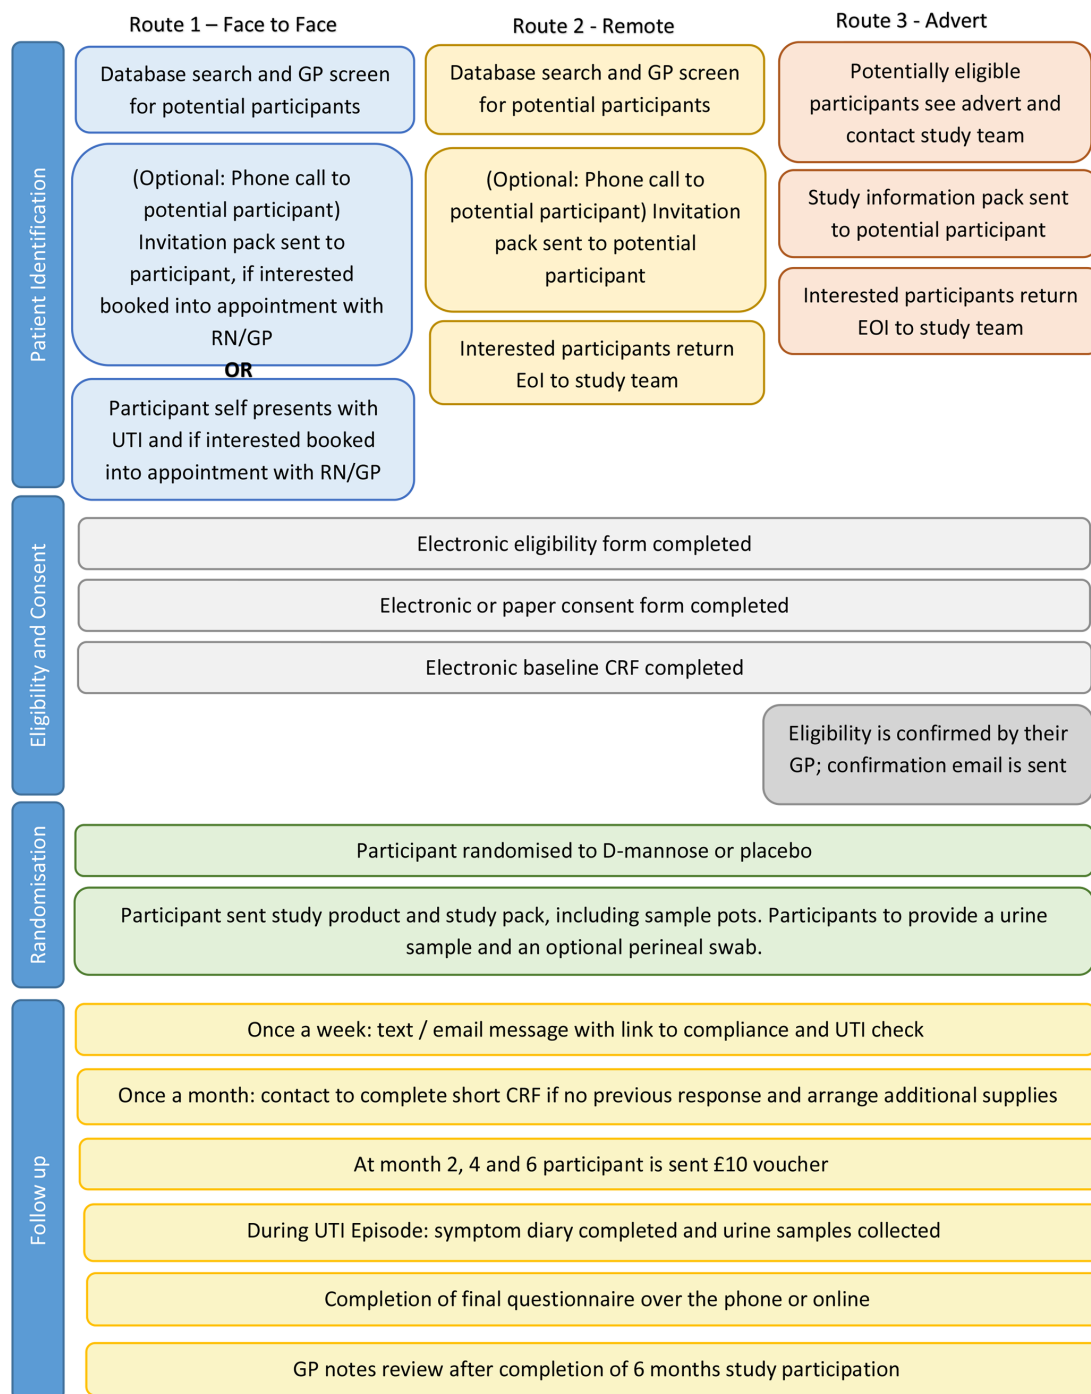 Route 1 – Face to Face
Route 2 - Remote
Route 3 - Advert
Patient Identification
Database search and GP screen
for potential participants
(Optional: Phone call to
potential participant)
Invitation pack sent to
participant, if interested
booked into appointment with
RN/GP
OR
Participant self presents with
UTI and if interested booked
into appointment with RN/GP
Database search and GP screen
for potential participants
(Optional: Phone call to
potential participant) Invitation
pack sent to potential
participant
Interested participants return
EoI to study team
Potentially eligible
participants see advert and
contact study team
Study information pack sent
to potential participant
Interested participants return
EOI to study team
Eligibility and Consent
Electronic eligibility form completed
Electronic or paper consent form completed
Electronic baseline CRF completed
Eligibility is confirmed by their
GP; confirmation email is sent
Randomisation
Participant randomised to D-mannose or placebo
Participant sent study product and study pack, including sample pots. Participants to provide a urine
sample and an optional perineal swab.
Follow up
Once a week: text / email message with link to compliance and UTI check
Once a month: contact to complete short CRF if no previous response and arrange additional supplies
At month 2, 4 and 6 participant is sent £10 voucher
During UTI Episode: symptom diary completed and urine samples collected
Completion of final questionnaire over the phone or online
GP notes review after completion of 6 months study participation